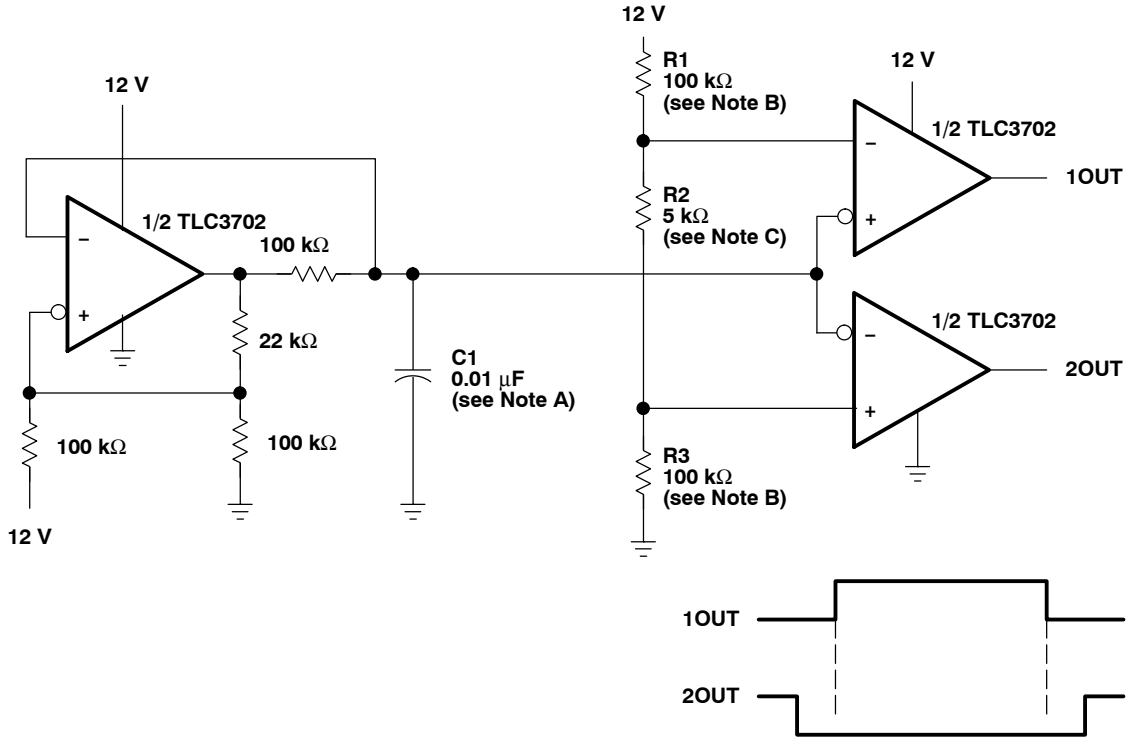 12 V
12 V
R1
100 kΩ
(see Note B)
12 V
1/2 TLC3702
−
1OUT
+
R2
5 kΩ
(see Note C)
1/2 TLC3702
−
100 kΩ
+
22 kΩ
C1
0.01 μF
(see Note A)
1/2 TLC3702
−
2OUT
+
100 kΩ
100 kΩ
R3
100 kΩ
(see Note B)
12 V
1OUT
2OUT